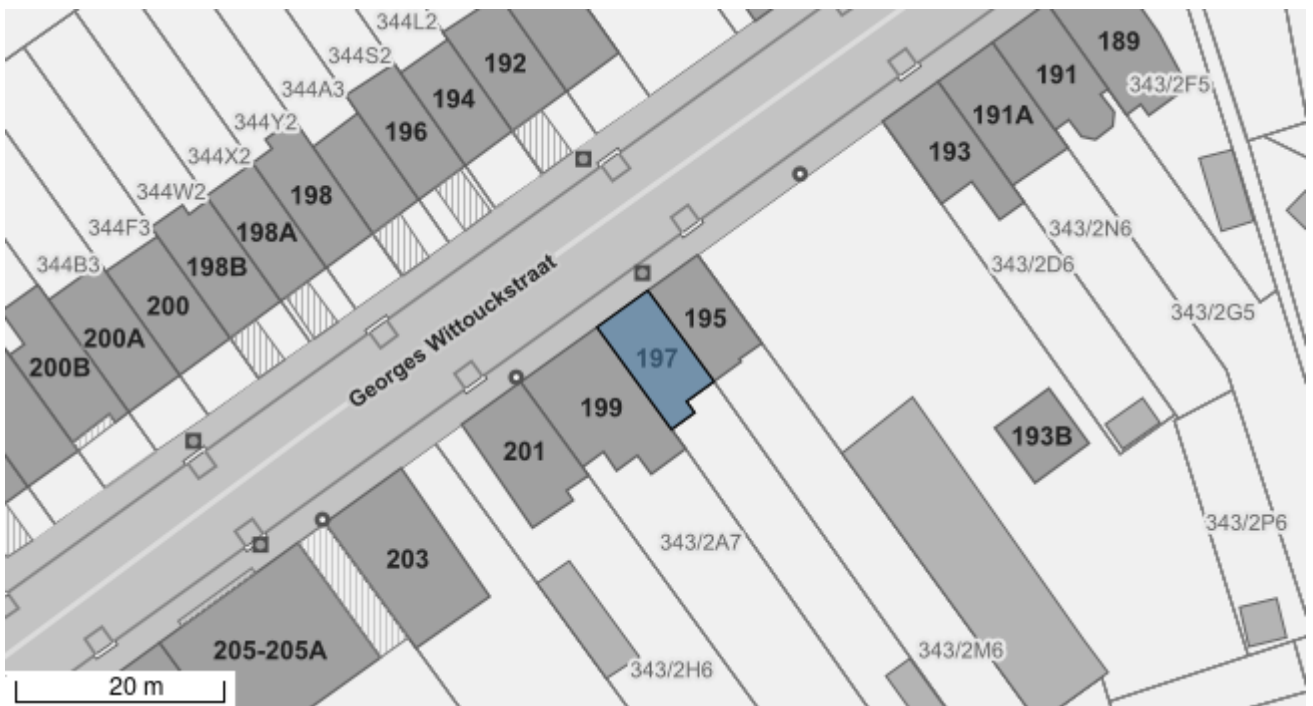 344L2
189
344S2
192
191
343/2F5
344A3
194
191A
344Y2
196
193
344X2
198
344W2
198A
343/2N6
344F3
198B
343/2D6
344B3
200
Georges Wittouckstraat
195
343/2G5
200A
200B
197
199
193B
201
343/2P6
343/2A7
203
205-205A
343/2M6
343/2H6
20 m